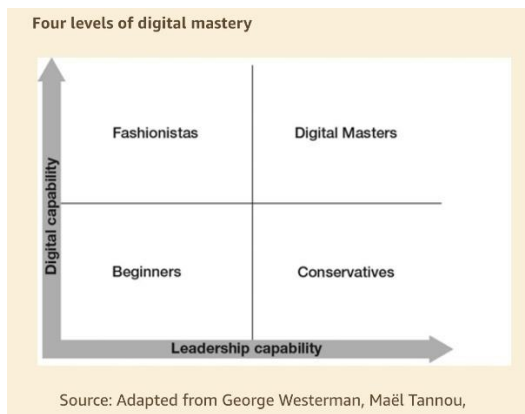 Four levels of digital mastery
Fashionistas
Digital Masters
Digital capability
Beginners
Conservatives
Leadership capability
Source: Adapted from George Westerman, Maël Tannou,